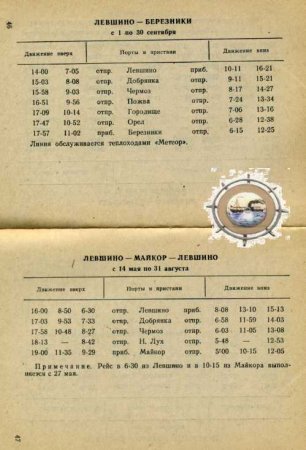 46
ЛЕВШИНО — БЕРЕЗНИКИ
с 1 по 30 сентября
Движение вверх Порты и пристани Движение вниз
14-00 7-05 отпр. Левшино приб. 10-11 16-21
15-03 8-08 отпр. Добрянка отпр. 9-11 15-21
15-58 9-03 отпр. Чермоз отпр. 8-17 14-27
16-51 9-56 отпр. Пожва отпр. 7-24 13-34
17-09 10-14 отпр. Городище отпр. 7-06 13-16
17-47 10-52 отпр. Орел отпр. 6-28 12-38
17-57 11-02 приб. Березники отпр. 6-15 12-25
Линия обслуживается теплоходами «Метеор».
ЛЕВШИНО — МАЙКОР — ЛЕВШИНО
с 14 мая по 31 августа
Движение вверх Порты и пристани Движение вниз
16-00 8-50 6-30 отпр. Левшино приб. 8-08 13-10 15-13
17-03 9-53 7-33 отпр. Добрянка отпр. 6-58 11-59 14-03
17-58 10-48 8-27 отпр. Чермоз отпр. 6-03 11-05 13-08
18-13 — 8-42 отпр. Н. Лух отпр. 5-48 — 12-53
19-00 11-35 9-29 приб. Майкор отпр. 5-00 10-15 12-05
Примечание. Рейс в 6-30 из Левшино и в 10-15 из Майкора выпол-
няется с 27 мая.
47